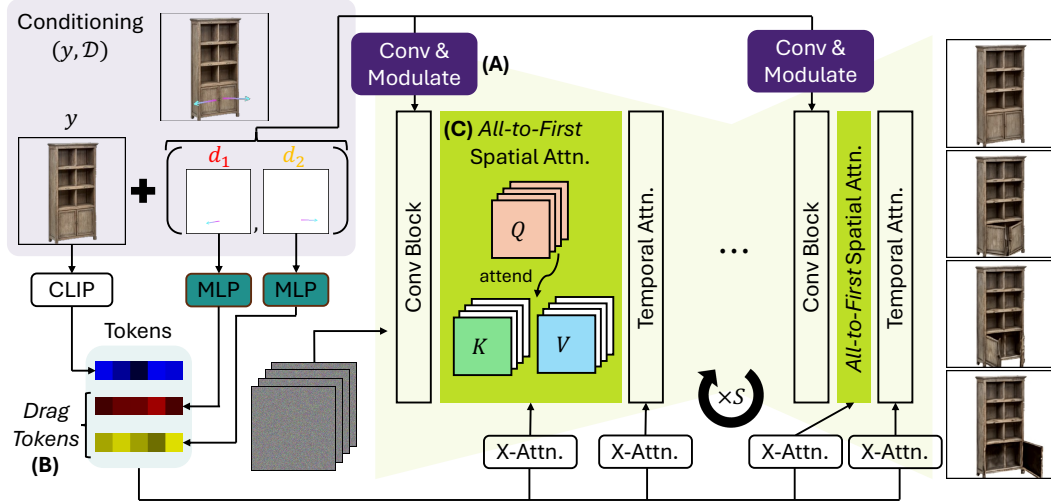 Conditioning
(y, 𝒟)
y
d₁
d₂
,
CLIP
MLP
MLP
Tokens
Drag
Tokens
(B)
Conv &
Modulate
(A)
Conv Block
(C) All-to-First
Spatial Attn.
Q
attend
K
V
Temporal Attn.
...
×S
Conv &
Modulate
Conv Block
All-to-First Spatial Attn.
Temporal Attn.
X-Attn.
X-Attn.
X-Attn.
X-Attn.